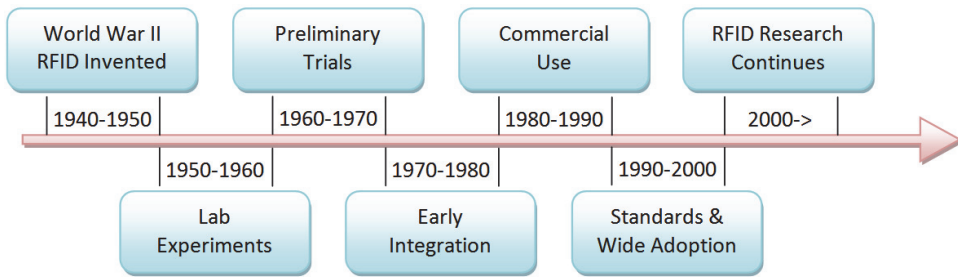 World War II
RFID Invented
Preliminary
Trials
Commercial
Use
RFID Research
Continues
1940-1950
1960-1970
1980-1990
2000->
1950-1960
1970-1980
1990-2000
Lab
Experiments
Early
Integration
Standards &
Wide Adoption